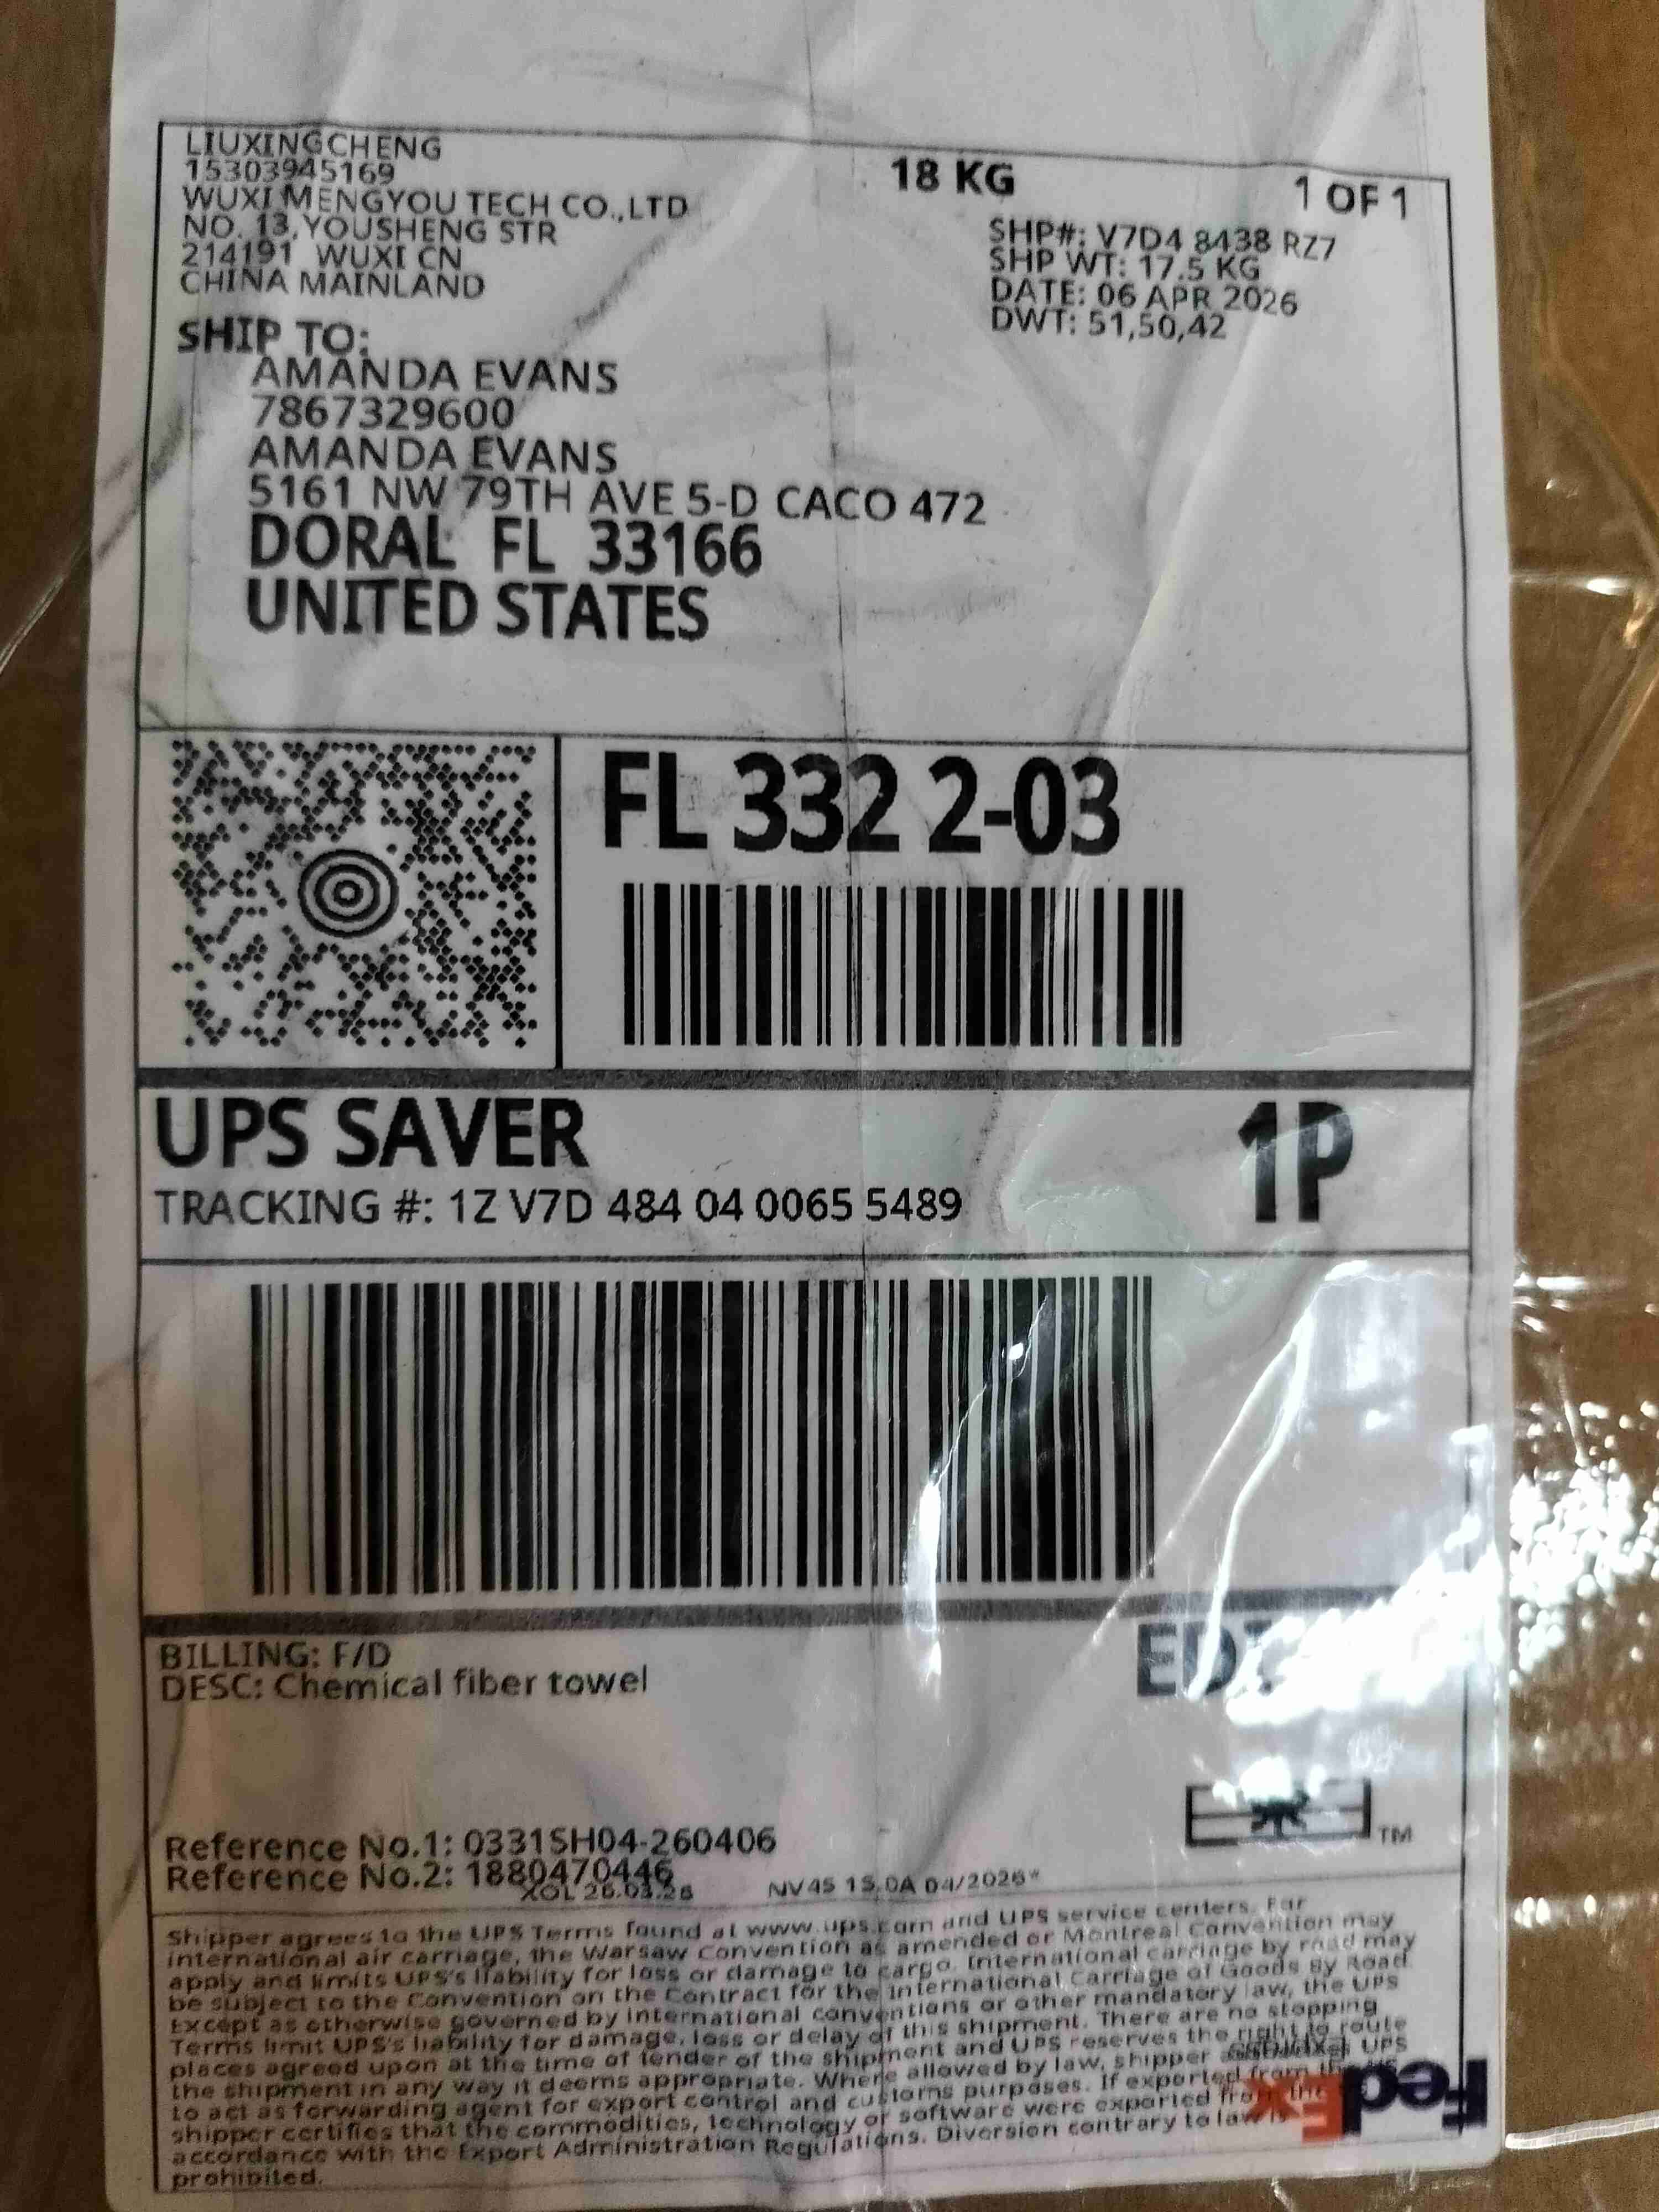 LIUXINGCHENG
15303945169
WUXI MENGYOU TECH CO.,LTD
NO. 13,YOUSHENG STR
214191 WUXI CN
CHINA MAINLAND
18 KG
1 OF 1
SHP#: V7D4 8438 RZ7
SHP WT: 17.5 KG
DATE: 06 APR 2026
DWT: 51,50,42
SHIP TO:
AMANDA EVANS
7867329600
AMANDA EVANS
5161 NW 79TH AVE 5-D CACO 472
DORAL FL 33166
UNITED STATES
FL 332 2-03
UPS SAVER
1P
TRACKING #: 1Z V7D 484 04 0065 5489
BILLING: F/D
DESC: Chemical fiber towel
Reference No.1: 0331SH04-260406
Reference No.2: 1880470446
XOL 26.03.26
NV45 15.0A 04/2026*
TM
Shipper agrees to the UPS Terms found at www.ups.com and UPS service centers. For
international air carriage, the Warsaw Convention as amended or Montreal Convention may
apply and limits UPS's liability for loss or damage to cargo. International carriage by road may
be subject to the Convention on the Contract for the International Carriage of Goods By Road.
Except as otherwise governed by international conventions or other mandatory law, the UPS
Terms limit UPS's liability for damage, loss or delay of this shipment. There are no stopping
places agreed upon at the time of tender of the shipment and UPS reserves the right to route
the shipment in any way it deems appropriate. Where allowed by law, shipper UPS
to act as forwarding agent for export control and customs purposes. If exported from the
shipper certifies that the commodities, technology or software were exported from the
accordance with the Export Administration Regulations. Diversion contrary to law is
prohibited.
FedEx